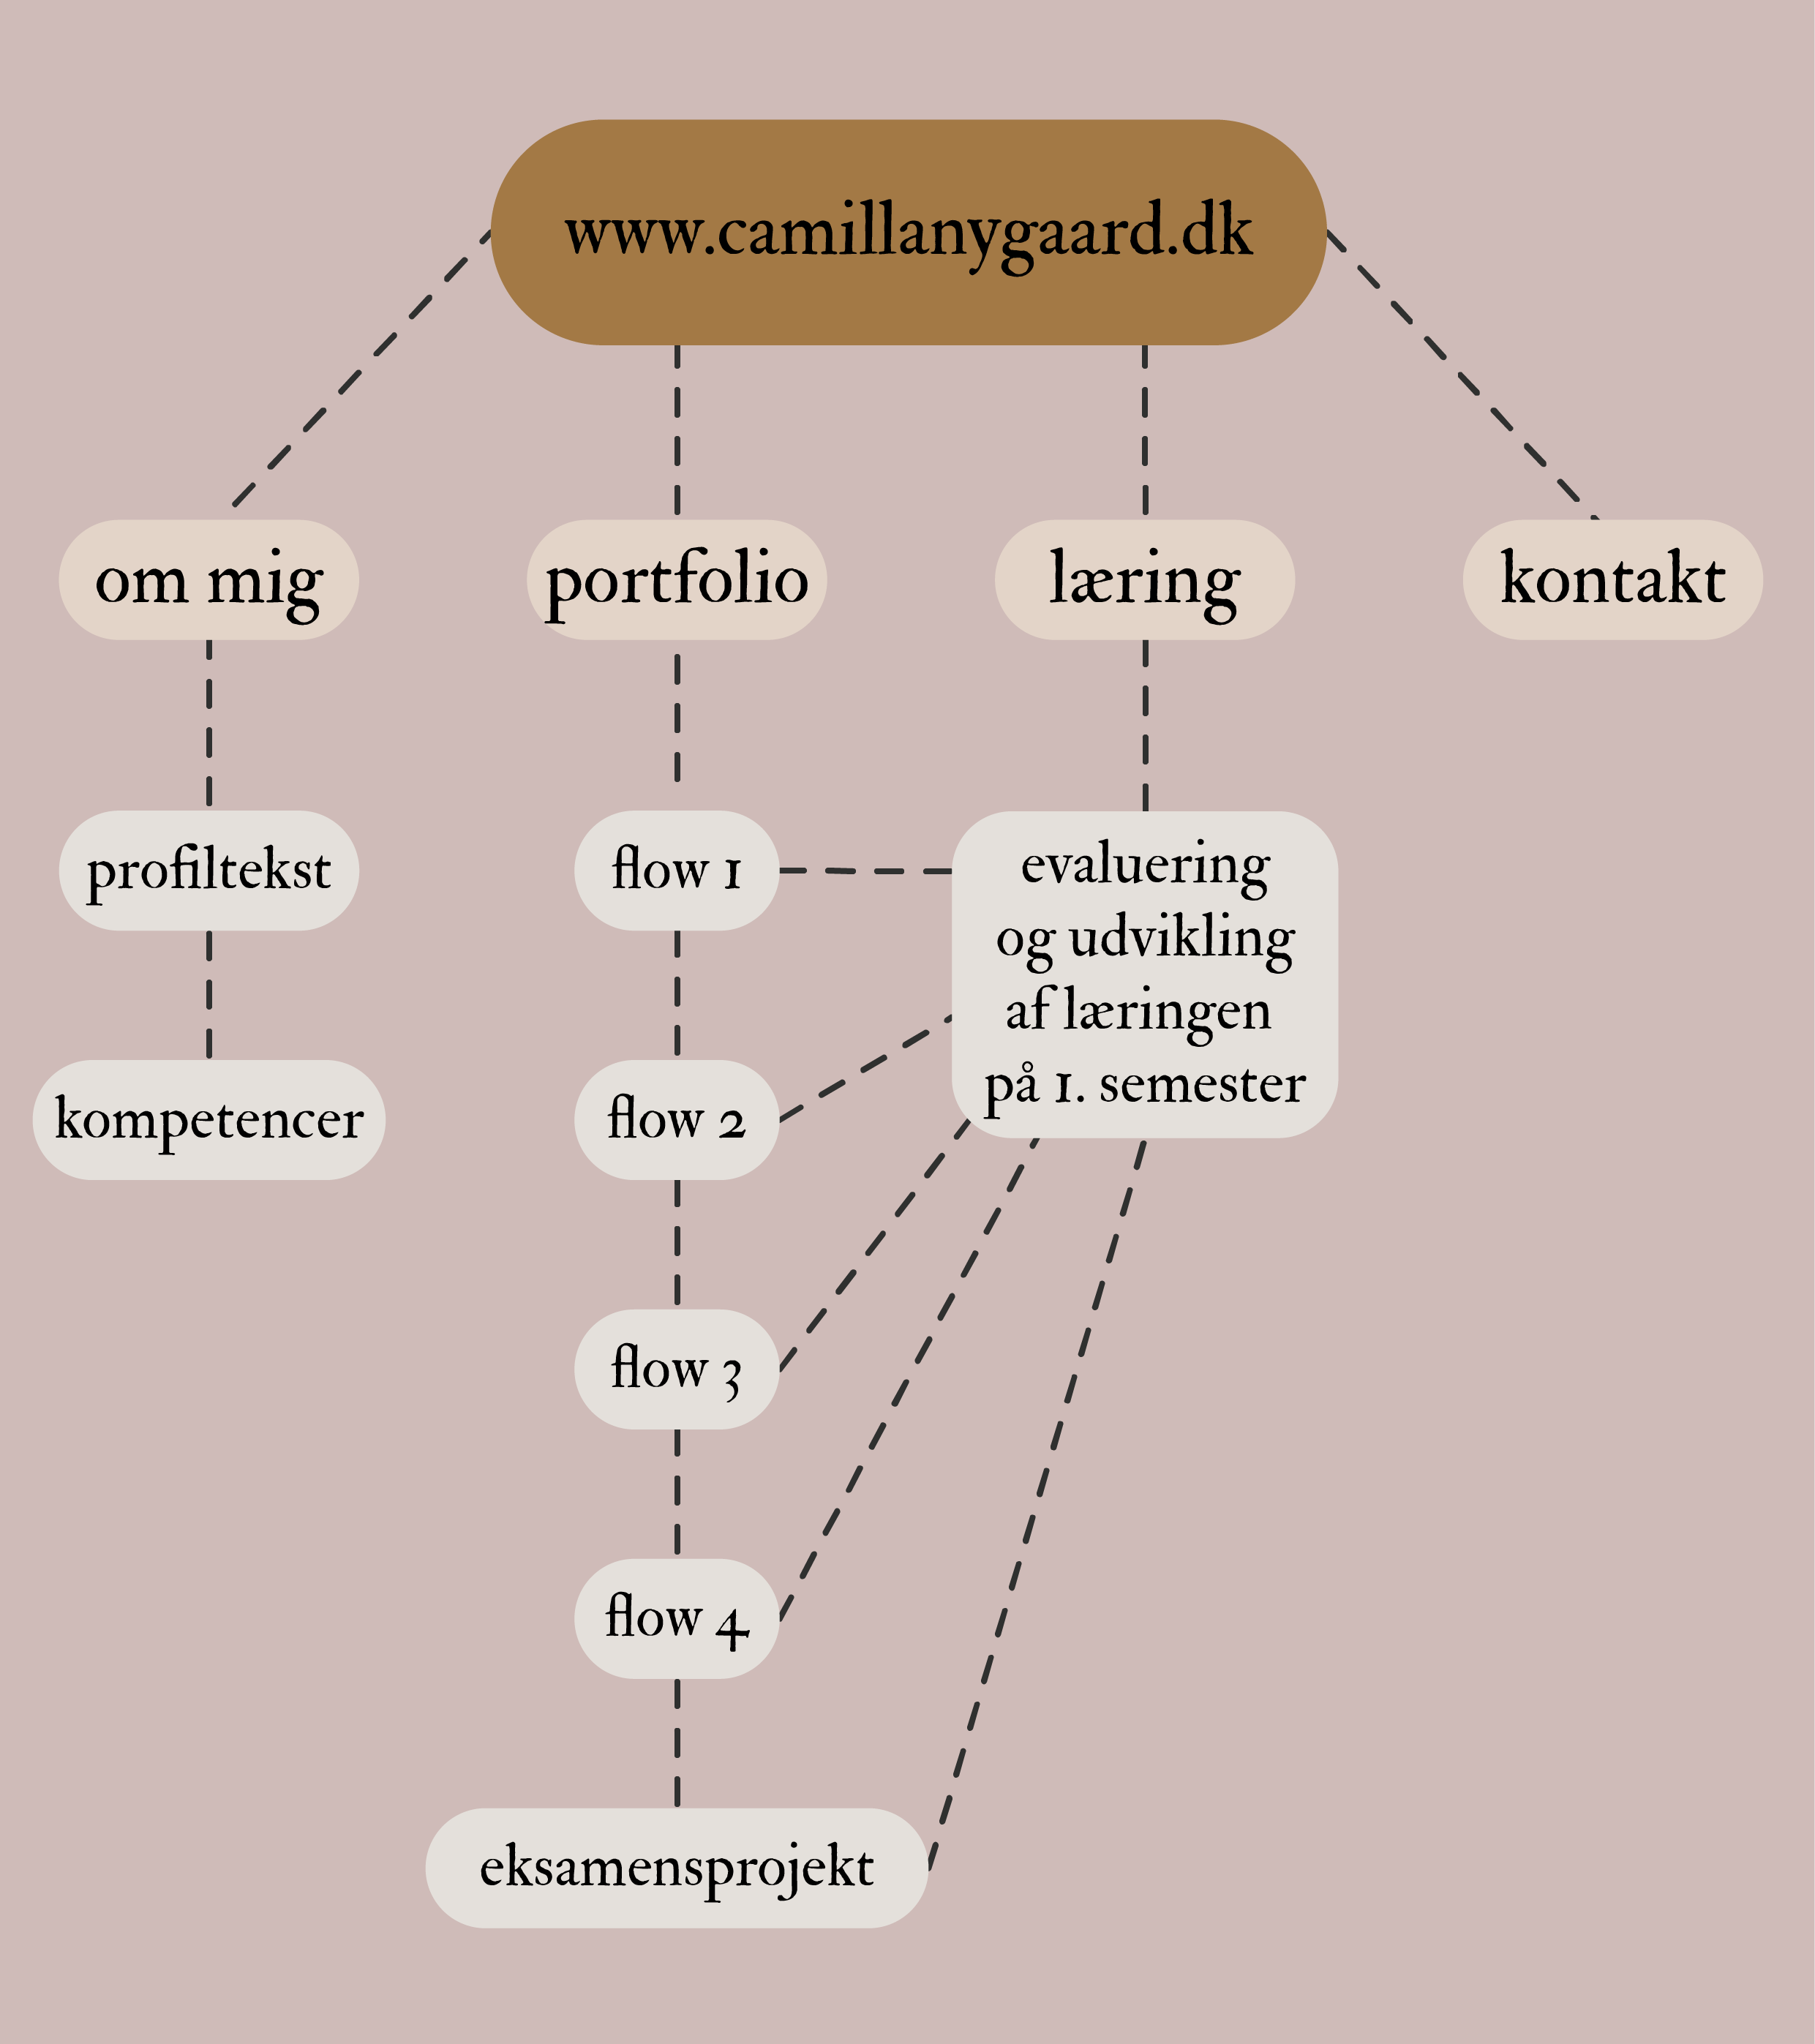 www.camillanygaard.dk
om mig
portfolio
læring
kontakt
profiltekst
flow 1
evaluering
og udvikling
af læringen
på 1. semester
kompetencer
flow 2
flow 3
flow 4
eksamensprojekt